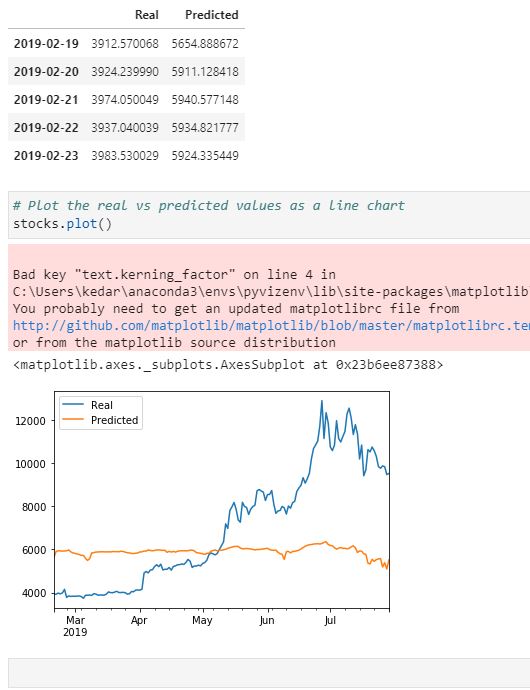 Real Predicted
2019-02-19 3912.570068 5654.888672
2019-02-20 3924.239990 5911.128418
2019-02-21 3974.050049 5940.577148
2019-02-22 3937.040039 5934.821777
2019-02-23 3983.530029 5924.335449
# Plot the real vs predicted values as a line chart
stocks.plot()
Bad key "text.kerning_factor" on line 4 in
C:\Users\kedar\anaconda3\envs\pyvizenv\lib\site-packages\matplotlib
You probably need to get an updated matplotlibrc file from
http://github.com/matplotlib/matplotlib/blob/master/matplotlibrc.te
or from the matplotlib source distribution
<matplotlib.axes._subplots.AxesSubplot at 0x23b6ee87388>
Real
Predicted
12000
10000
8000
6000
4000
Mar Apr May Jun Jul
2019